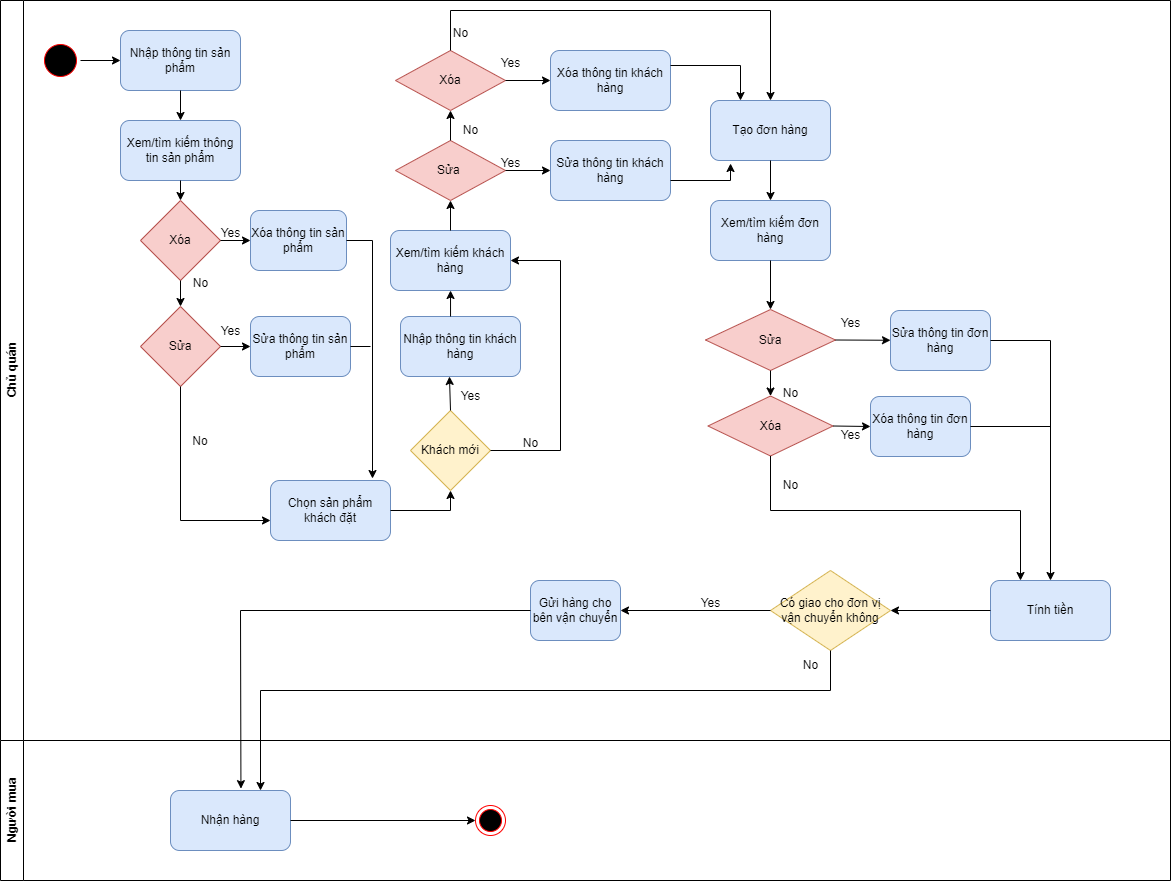 Chủ quán
Nhập thông tin sản
phẩm
Xem/tìm kiếm thông
tin sản phẩm
Xóa
Yes
Xóa thông tin sản
phẩm
No
Sửa
Yes
Sửa thông tin sản
phẩm
No
Chọn sản phẩm
khách đặt
Khách mới
Yes
No
Nhập thông tin khách
hàng
Xem/tìm kiếm khách
hàng
Sửa
Yes
Sửa thông tin khách
hàng
No
Xóa
Yes
Xóa thông tin khách
hàng
No
Tạo đơn hàng
Xem/tìm kiếm đơn
hàng
Sửa
Yes
Sửa thông tin đơn
hàng
No
Xóa
Yes
Xóa thông tin đơn
hàng
No
Tính tiền
Có giao cho đơn vị
vận chuyển không
Yes
Gửi hàng cho
bên vận chuyển
No
Người mua
Nhận hàng